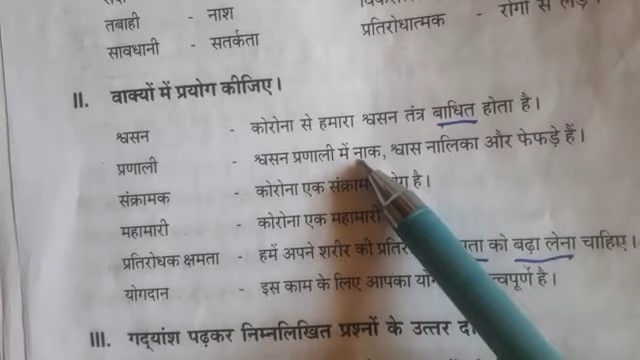 तबाही - नाश
सावधानी - सतर्कता
प्रतिरोधात्मक - रोगों से
II. वाक्यों में प्रयोग कीजिए।
श्वसन - कोरोना से हमारा श्वसन तंत्र बाधित होता है।
प्रणाली - श्वसन प्रणाली में नाक, श्वास नालिका और फेफड़े हैं।
संक्रामक - कोरोना एक है।
महामारी - कोरोना एक महामारी
प्रतिरोधक क्षमता - हमें अपने शरीर की को बढ़ा लेना चाहिए।
योगदान - इस काम के लिए आपका है।
III. गद्यांश पढ़कर निम्नलिखित प्रश्नों के उत्तर